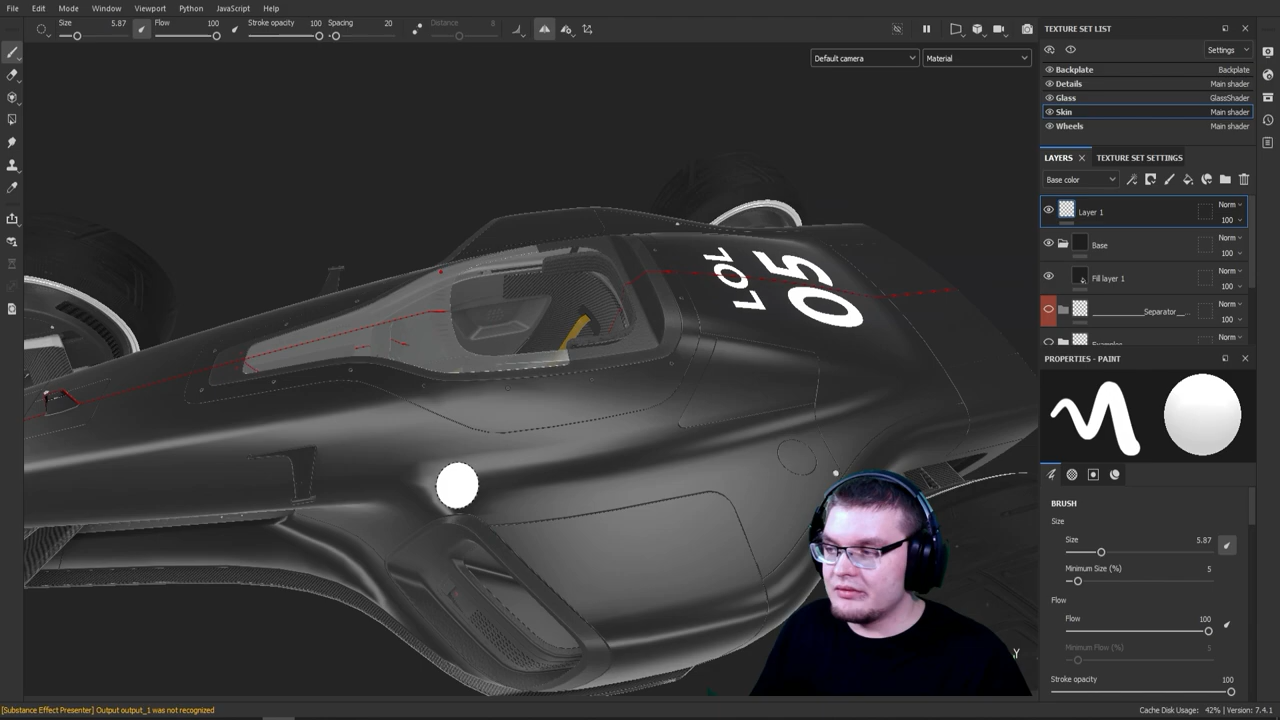 File Edit Mode Window Viewport Python JavaScript Help
Size 5.87 Flow 100 Stroke opacity 100 Spacing 20 Distance 8
Default camera Material
LOL
05
Y
TEXTURE SET LIST
Settings
Backplate Backplate
Details Main shader
Glass GlassShader
Skin Main shader
Wheels Main shader
LAYERS TEXTURE SET SETTINGS
Base color
Layer 1 Norm 100
Base Norm 100
Fill layer 1 Norm 100
Separator Norm 100
Examples Norm
PROPERTIES - PAINT
BRUSH
Size
Size 5.87
Minimum Size (%) 5
Flow
Flow 100
Minimum Flow (%) 5
Stroke opacity 100
[Substance Effect Presenter] Output output_1 was not recognized
Cache Disk Usage: 42% | Version: 7.4.1